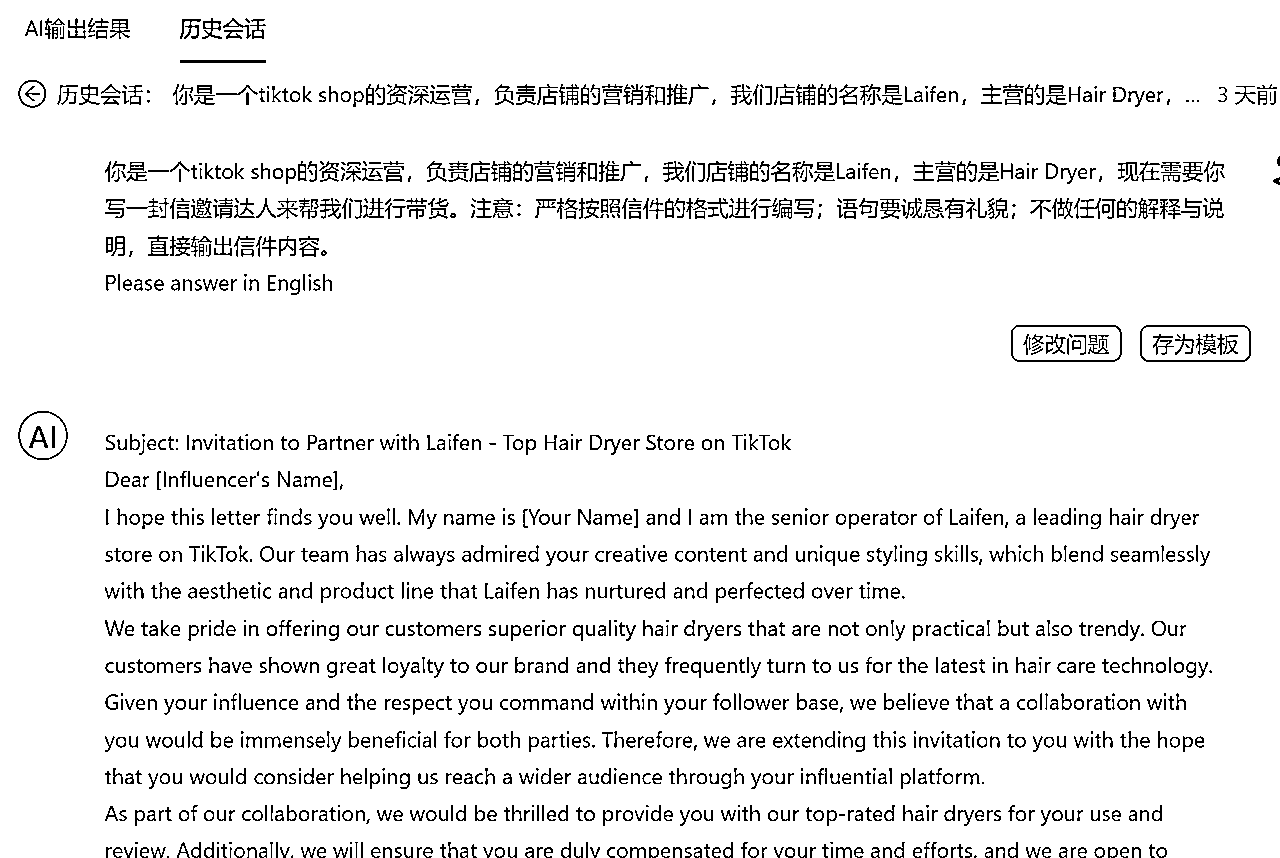 AI输出结果 历史会话
历史会话： 你是一个tiktok shop的资深运营，负责店铺的营销和推广，我们店铺的名称是Laifen，主营的是Hair Dryer，... 3 天前
你是一个tiktok shop的资深运营，负责店铺的营销和推广，我们店铺的名称是Laifen，主营的是Hair Dryer，现在需要你
写一封信邀请达人来帮我们进行带货。注意：严格按照信件的格式进行编写；语句要诚恳有礼貌；不做任何的解释与说
明，直接输出信件内容。
Please answer in English
修改问题 存为模板
AI
Subject: Invitation to Partner with Laifen - Top Hair Dryer Store on TikTok
Dear [Influencer's Name],
I hope this letter finds you well. My name is [Your Name] and I am the senior operator of Laifen, a leading hair dryer
store on TikTok. Our team has always admired your creative content and unique styling skills, which blend seamlessly
with the aesthetic and product line that Laifen has nurtured and perfected over time.
We take pride in offering our customers superior quality hair dryers that are not only practical but also trendy. Our
customers have shown great loyalty to our brand and they frequently turn to us for the latest in hair care technology.
Given your influence and the respect you command within your follower base, we believe that a collaboration with
you would be immensely beneficial for both parties. Therefore, we are extending this invitation to you with the hope
that you would consider helping us reach a wider audience through your influential platform.
As part of our collaboration, we would be thrilled to provide you with our top-rated hair dryers for your use and
review. Additionally, we will ensure that you are duly compensated for your time and efforts, and we are open to